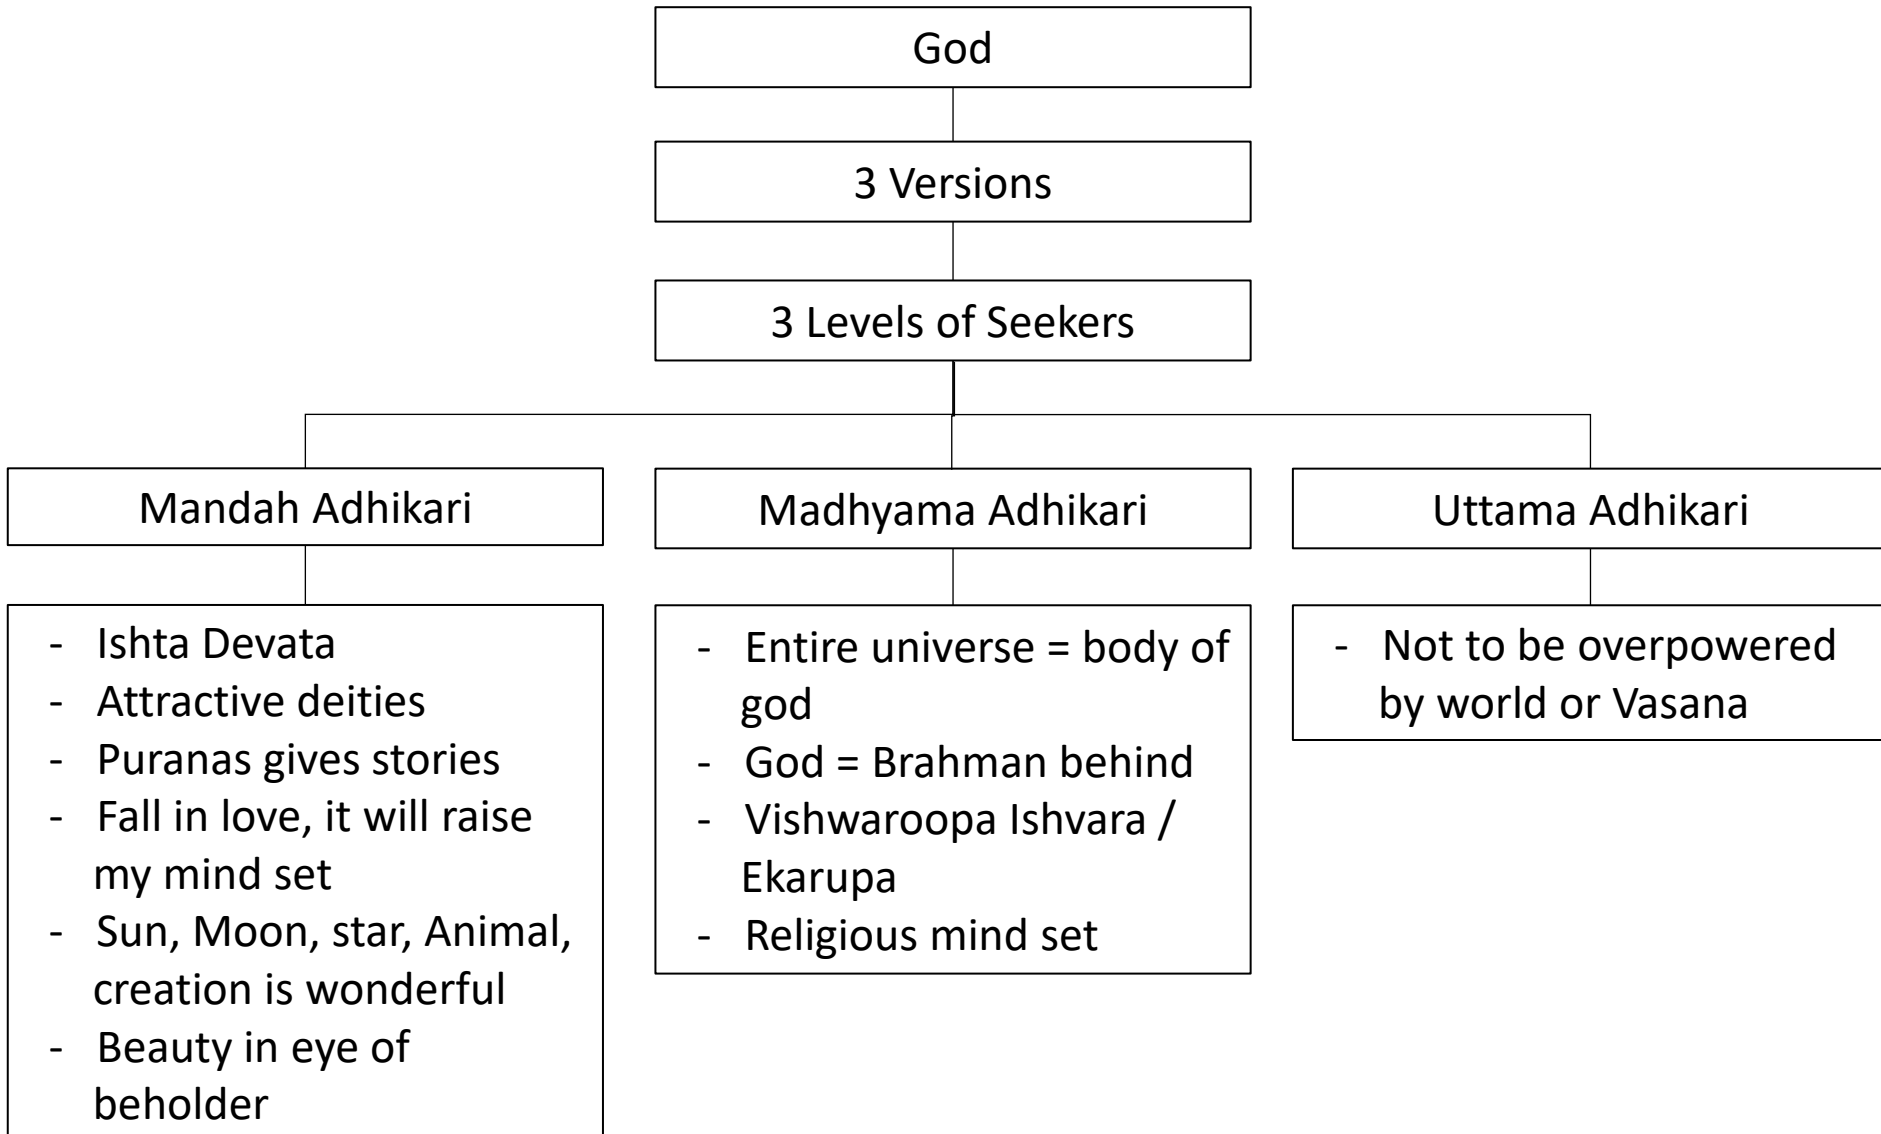 God
3 Versions
3 Levels of Seekers
Mandah Adhikari
- Ishta Devata
- Attractive deities
- Puranas gives stories
- Fall in love, it will raise
my mind set
- Sun, Moon, star, Animal,
creation is wonderful
- Beauty in eye of
beholder
Madhyama Adhikari
- Entire universe = body of
god
- God = Brahman behind
- Vishwaroopa Ishvara /
Ekarupa
- Religious mind set
Uttama Adhikari
- Not to be overpowered
by world or Vasana